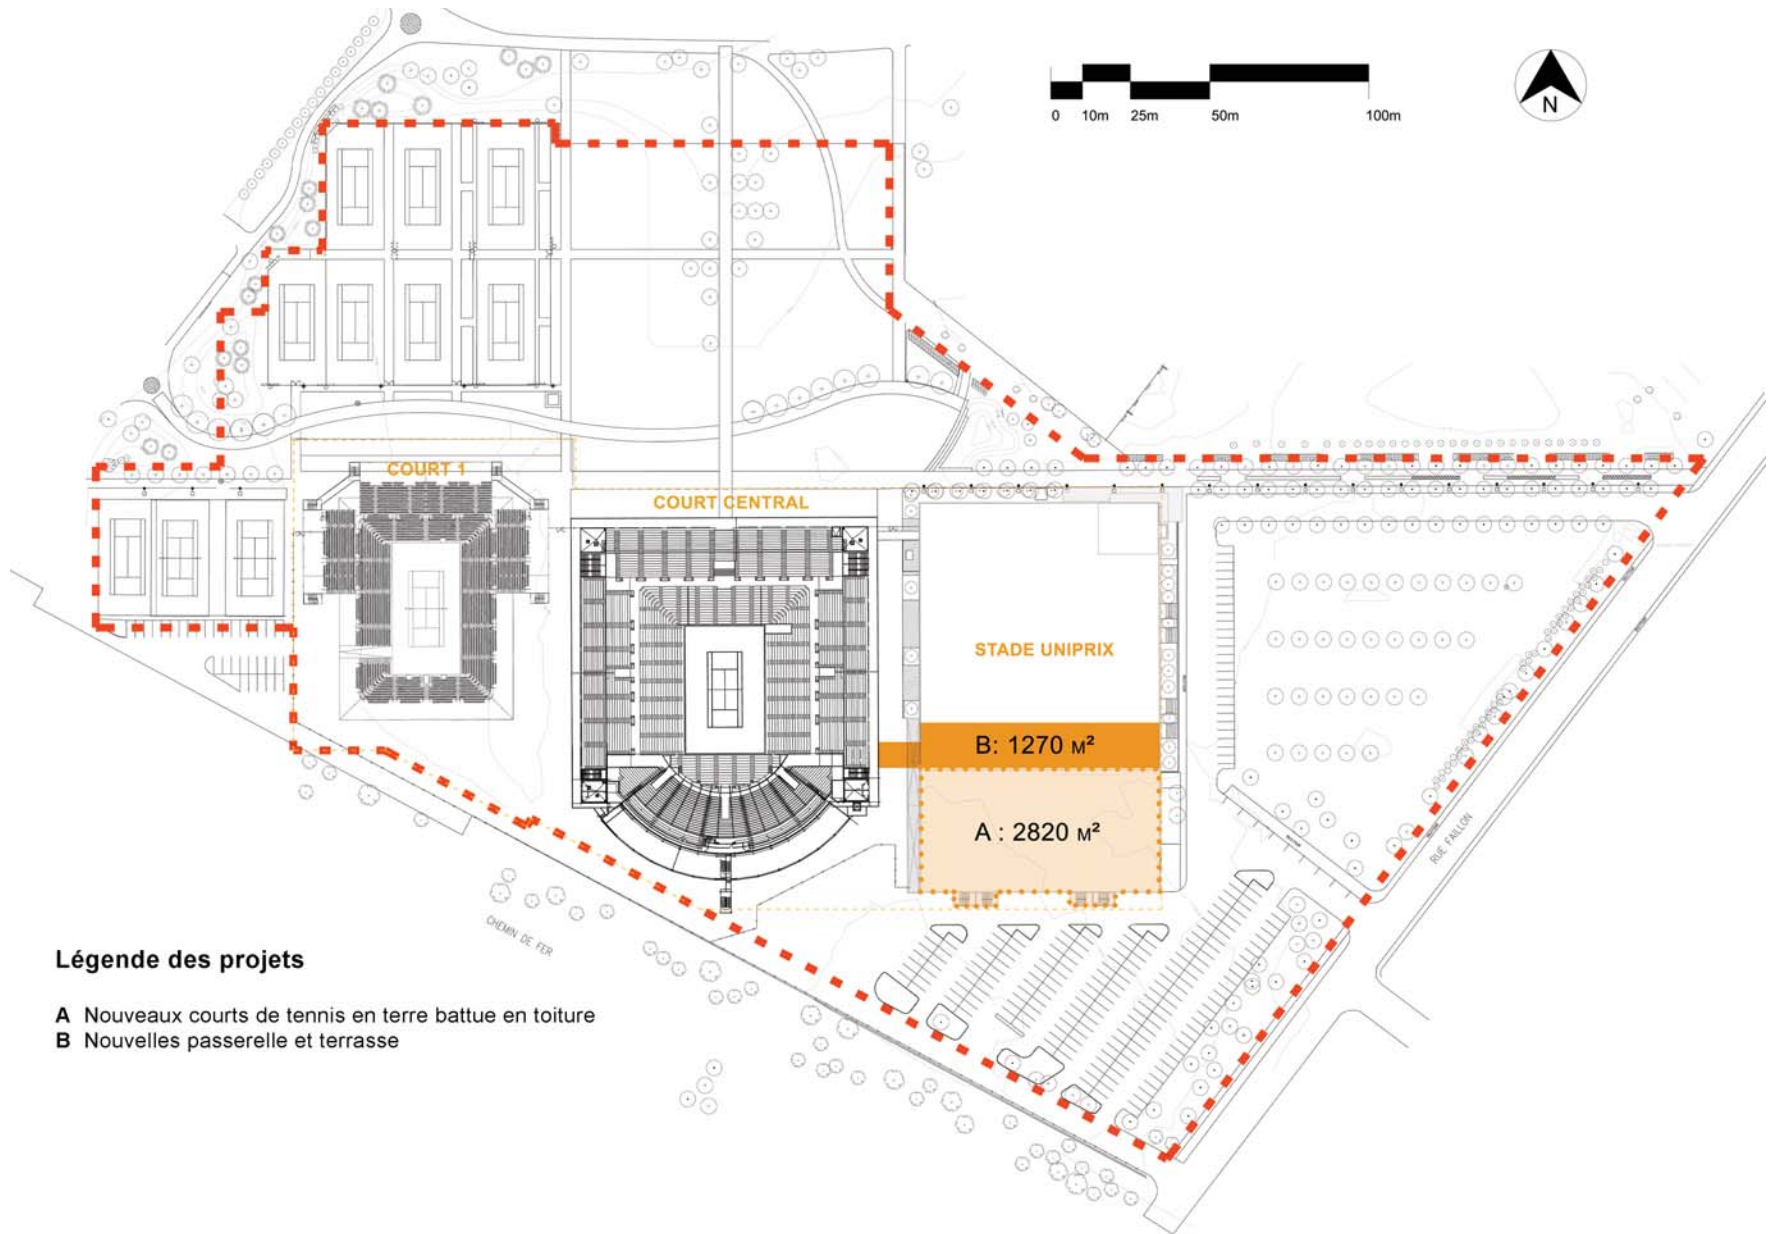 0 10m 25m 50m 100m
N
COURT 1
COURT CENTRAL
STADE UNIPRIX
B: 1270 M²
A : 2820 M²
RUE FAILLON
CHEMIN DE FER
Légende des projets
A Nouveaux courts de tennis en terre battue en toiture
B Nouvelles passerelle et terrasse